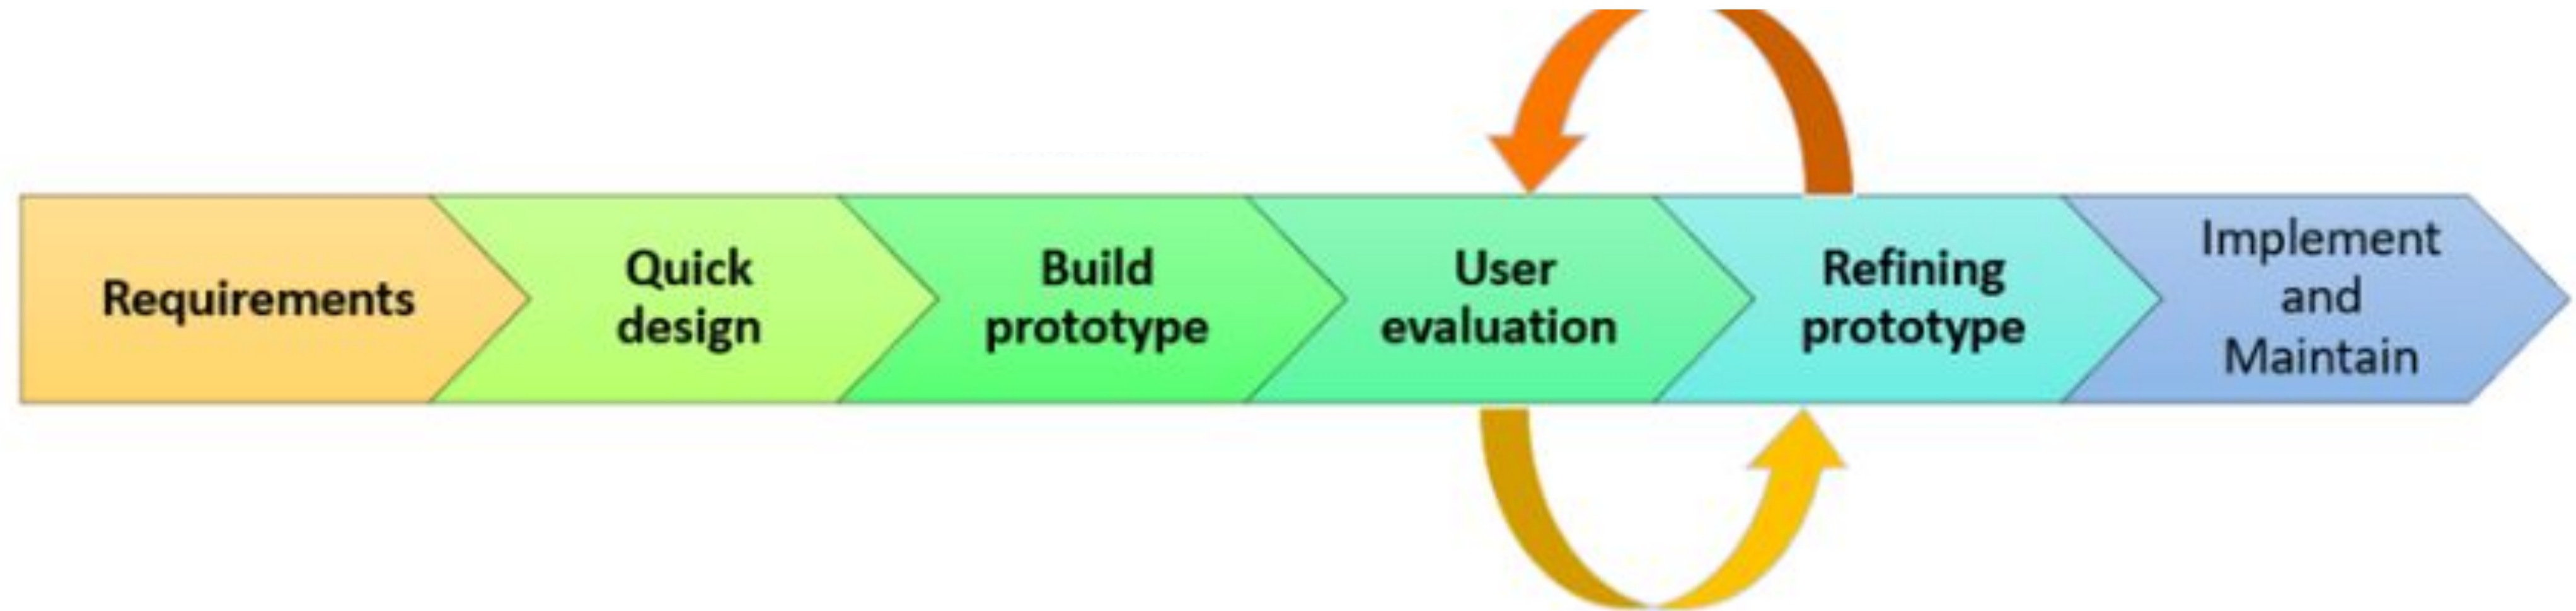 Requirements
Quick
design
Build
prototype
User
evaluation
Refining
prototype
Implement
and
Maintain